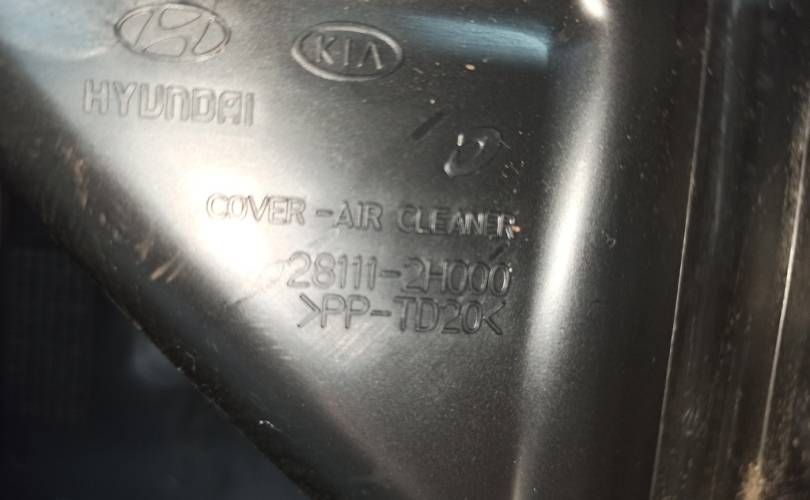 KIA
HYUNDAI
COVER-AIR CLEANER
28111-2H000
>PP-TD20<